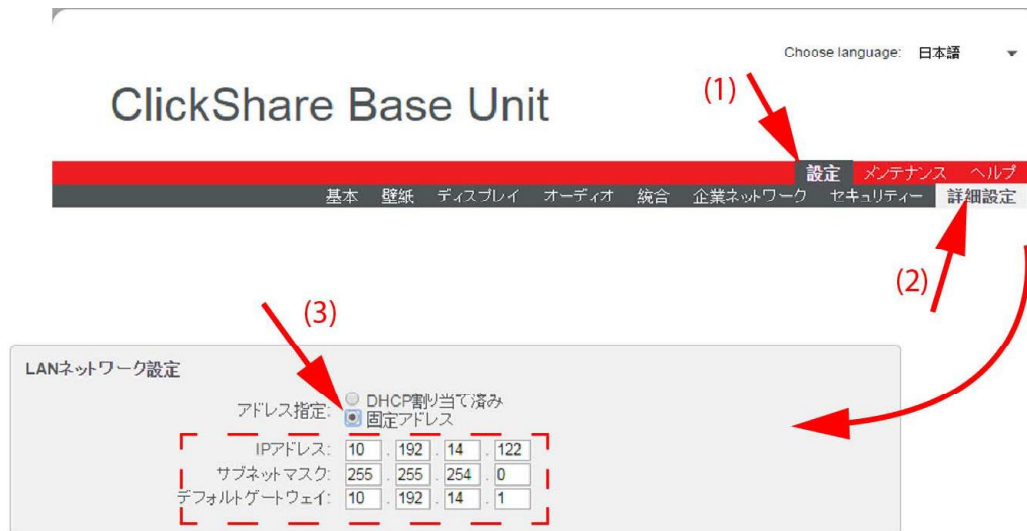 Choose language: 日本語
ClickShare Base Unit
(1)
設定 メンテナンス ヘルプ
基本 壁紙 ディスプレイ オーディオ 統合 企業ネットワーク セキュリティー 詳細設定
(2)
(3)
LANネットワーク設定
アドレス指定: DHCP割り当て済み
固定アドレス
IPアドレス: 10 . 192 . 14 . 122
サブネットマスク: 255 . 255 . 254 . 0
デフォルトゲートウェイ: 10 . 192 . 14 . 1